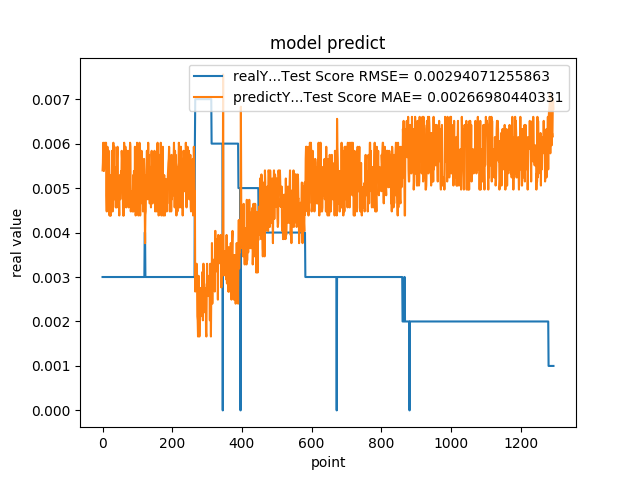 model predict
realY...Test Score RMSE= 0.00294071255863
predictY...Test Score MAE= 0.00266980440331
0.007
0.006
0.005
0.004
0.003
0.002
0.001
0.000
real value
0 200 400 600 800 1000 1200
point